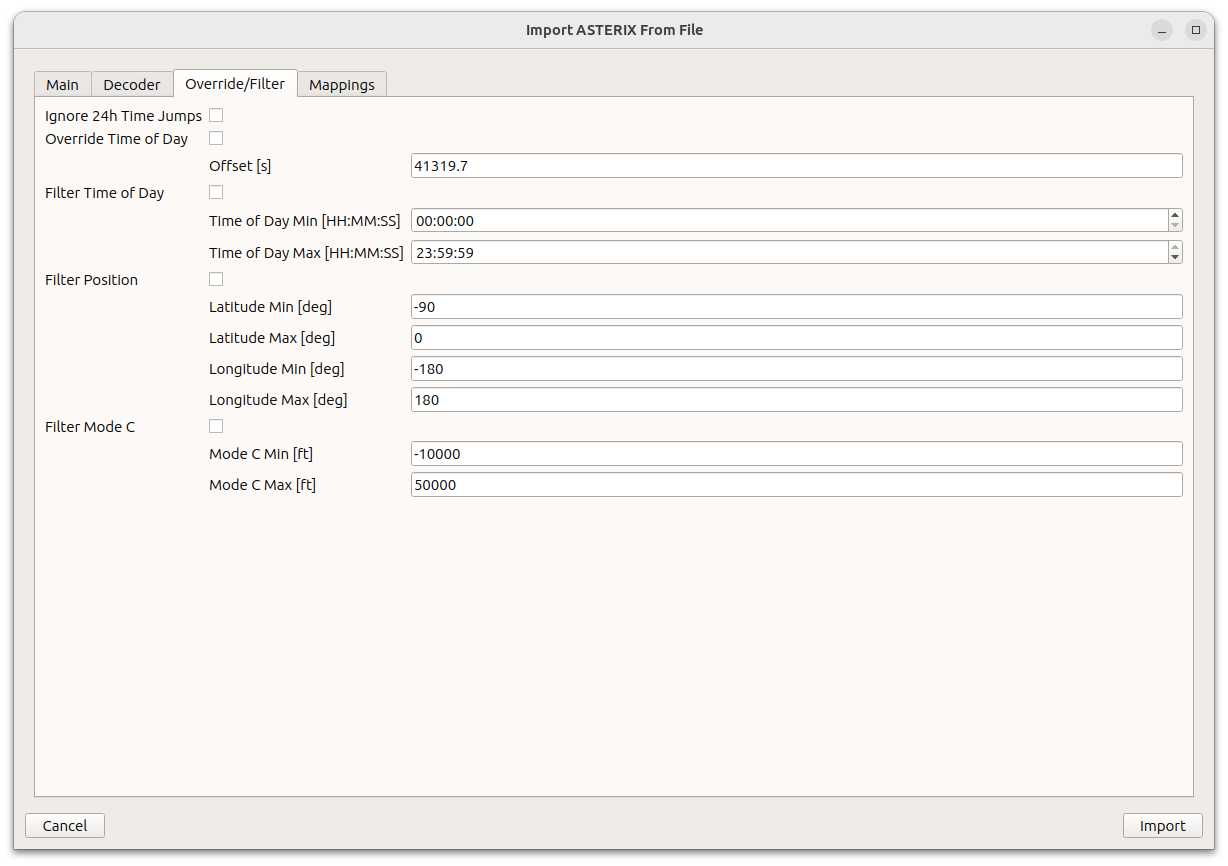 Import ASTERIX From File
Main Decoder Override/Filter Mappings
Ignore 24h Time Jumps
Override Time of Day
Offset [s] 41319.7
Filter Time of Day
Time of Day Min [HH:MM:SS] 00:00:00
Time of Day Max [HH:MM:SS] 23:59:59
Filter Position
Latitude Min [deg] -90
Latitude Max [deg] 0
Longitude Min [deg] -180
Longitude Max [deg] 180
Filter Mode C
Mode C Min [ft] -10000
Mode C Max [ft] 50000
Cancel Import